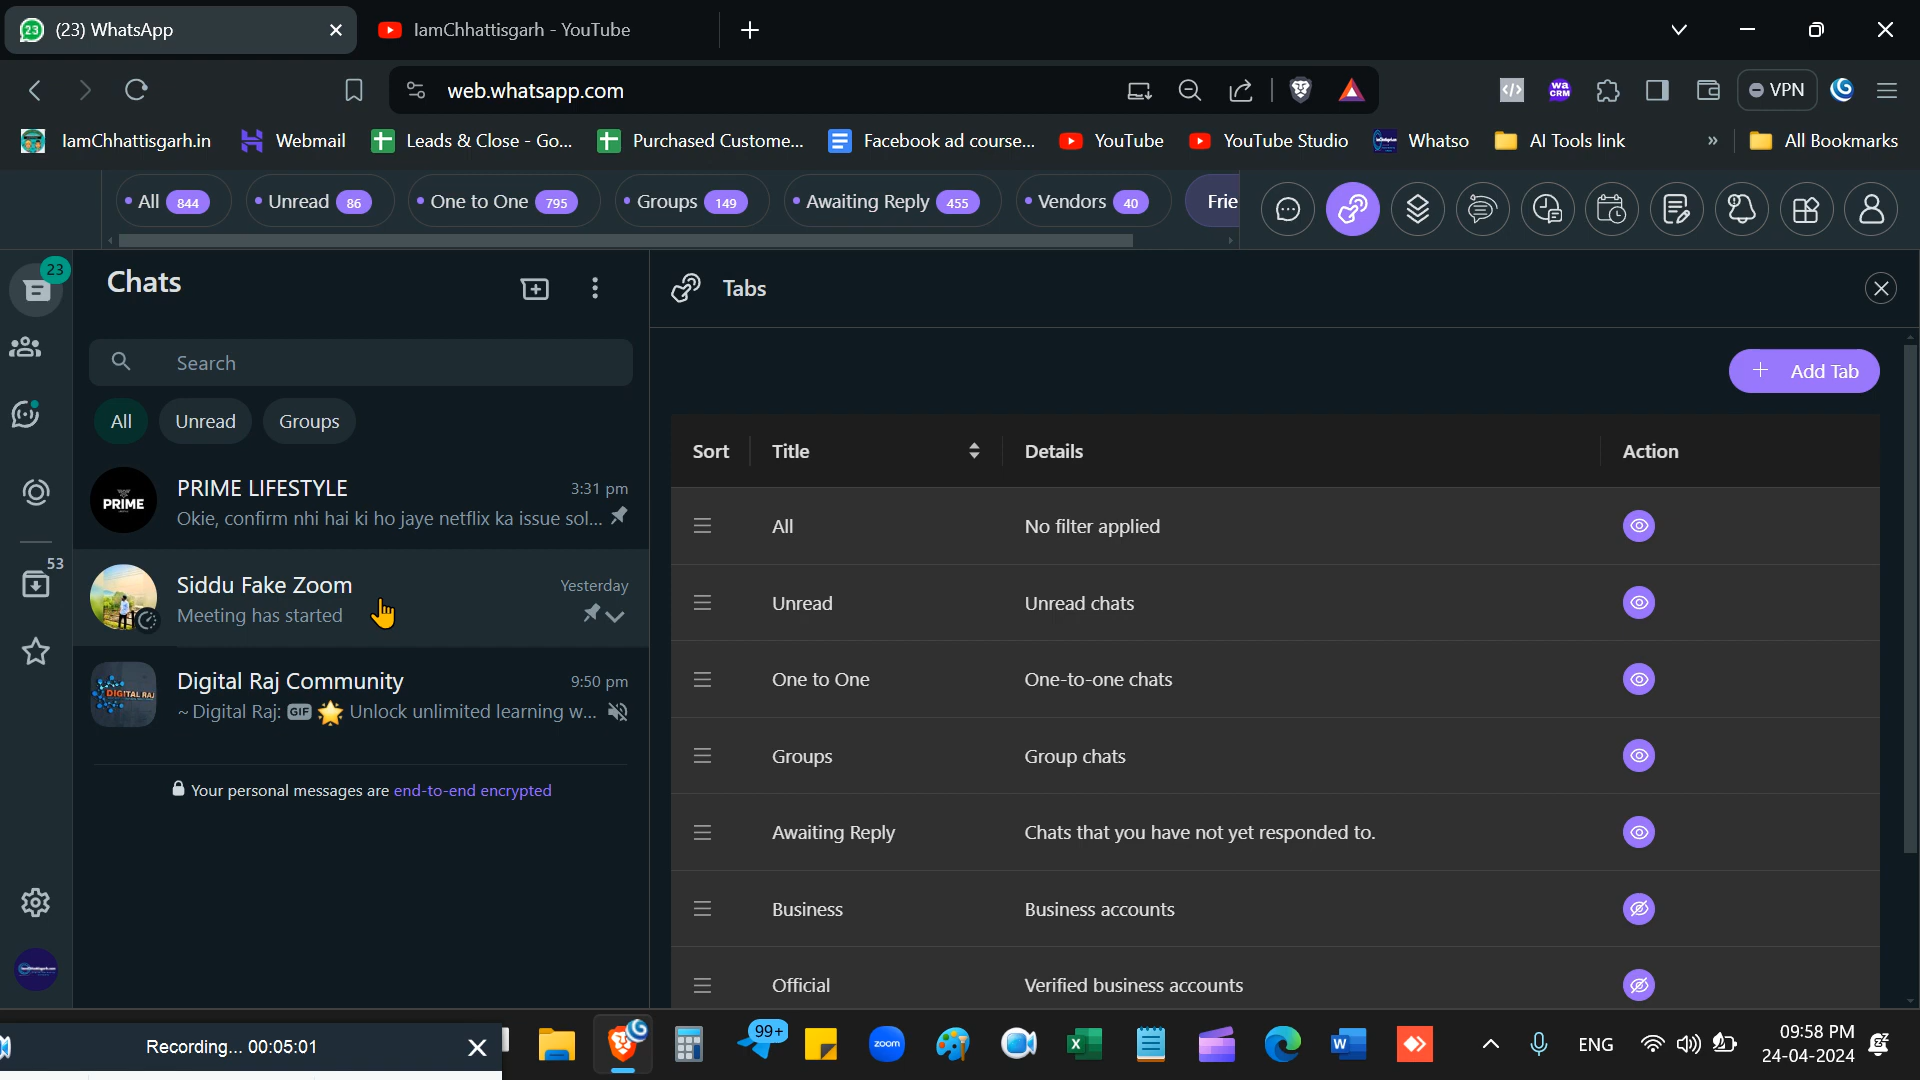 23 (23) WhatsApp
IamChhattisgarh - YouTube
web.whatsapp.com
wa CRM
VPN
IamChhattisgarh.in
Webmail
Leads & Close - Go...
Purchased Custome...
Facebook ad course...
YouTube
YouTube Studio
Whatso
AI Tools link
»
All Bookmarks
All 844
Unread 86
One to One 795
Groups 149
Awaiting Reply 455
Vendors 40
Frie
23
Chats
Tabs
Search
+ Add Tab
All Unread Groups
Sort Title Details Action
PRIME
PRIME LIFESTYLE 3:31 pm
Okie, confirm nhi hai ki ho jaye netflix ka issue sol...
All No filter applied
53
Siddu Fake Zoom Yesterday
Meeting has started
Unread Unread chats
DIGITAL RAJ
Digital Raj Community 9:50 pm
~ Digital Raj: GIF 🌟 Unlock unlimited learning w...
One to One One-to-one chats
Your personal messages are end-to-end encrypted
Groups Group chats
Awaiting Reply Chats that you have not yet responded to.
Business Business accounts
Official Verified business accounts
Recording... 00:05:01
99+
zoom
ENG
09:58 PM
24-04-2024